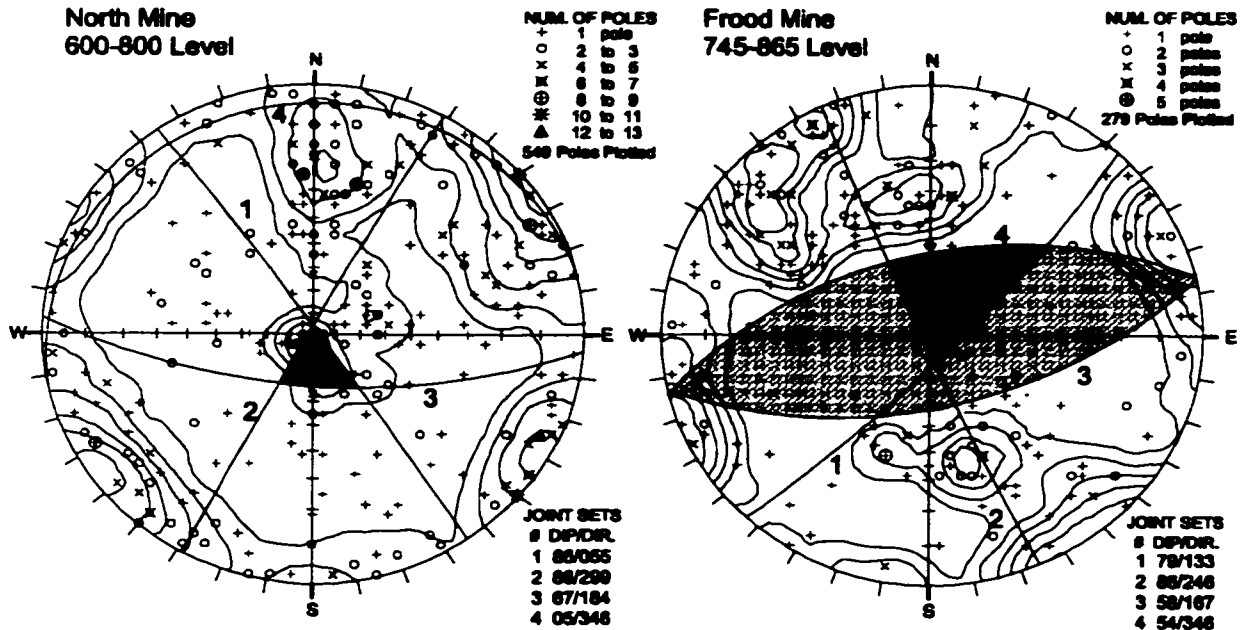 North Mine
600-800 Level
NUM. OF POLES
+ 1 pole
o 2 to 3
x 4 to 5
6 to 7
⊕ 8 to 9
✳ 10 to 11
▲ 12 to 13
549 Poles Plotted
N
4
1
W
E
2
3
S
JOINT SETS
# DIP/DIR.
1 86/055
2 88/299
3 67/184
4 05/346
Frood Mine
745-865 Level
NUM. OF POLES
+ 1 pole
o 2 poles
x 3 poles
4 poles
⊕ 5 poles
279 Poles Plotted
N
4
W
E
3
1
2
S
JOINT SETS
# DIP/DIR.
1 79/133
2 86/246
3 58/167
4 54/346